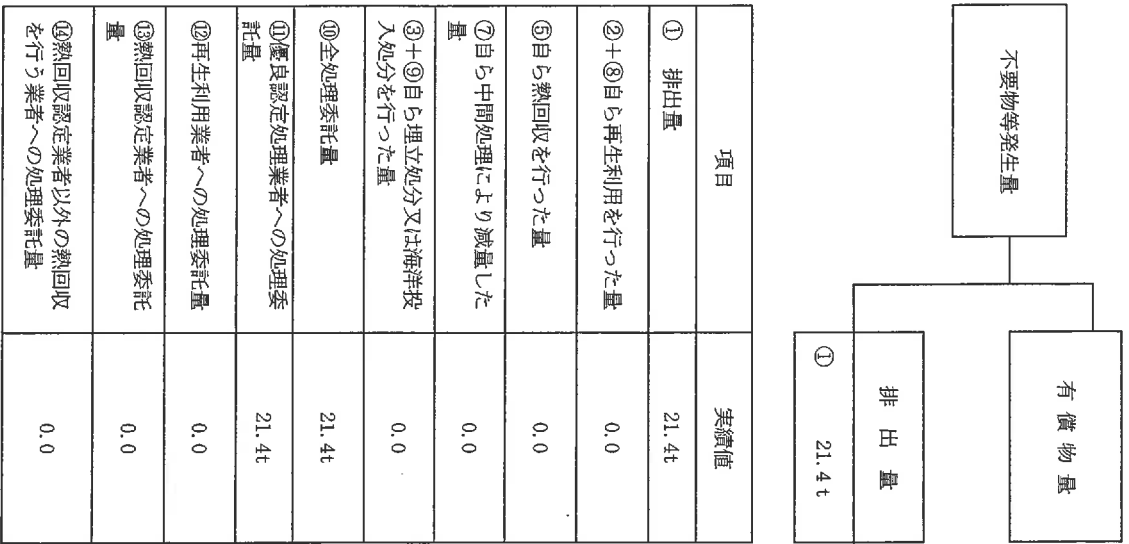 不要物等発生量
有償物量
排出量
① 21.4t
項目 実績値
① 排出量 21.4t
②+⑧自ら再生利用を行った量 0.0
⑤自ら熱回収を行った量 0.0
⑦自ら中間処理により減量した
量 0.0
③+⑨自ら埋立処分又は海洋投
入処分を行った量 0.0
⑩全処理委託量 21.4t
⑪優良認定処理業者への処理委
託量 21.4t
⑫再生利用業者への処理委託量 0.0
⑬熱回収認定業者への処理委託
量 0.0
⑭熱回収認定業者以外の熱回収
を行う業者への処理委託量 0.0